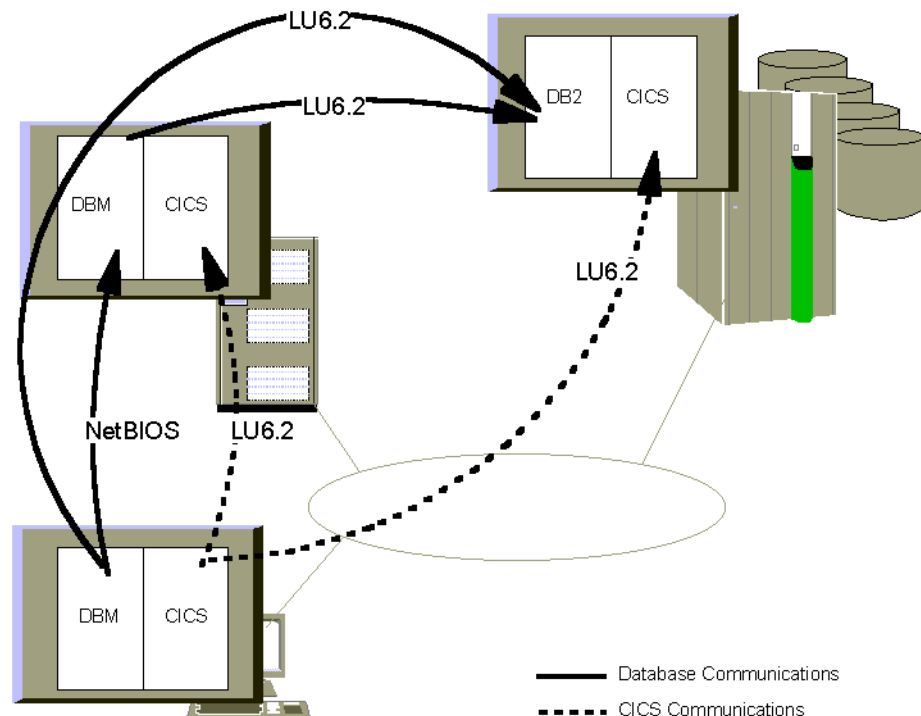 LU6.2
LU6.2
DB2 CICS
DBM CICS
LU6.2
NetBIOS LU6.2
DBM CICS
Database Communications
CICS Communications